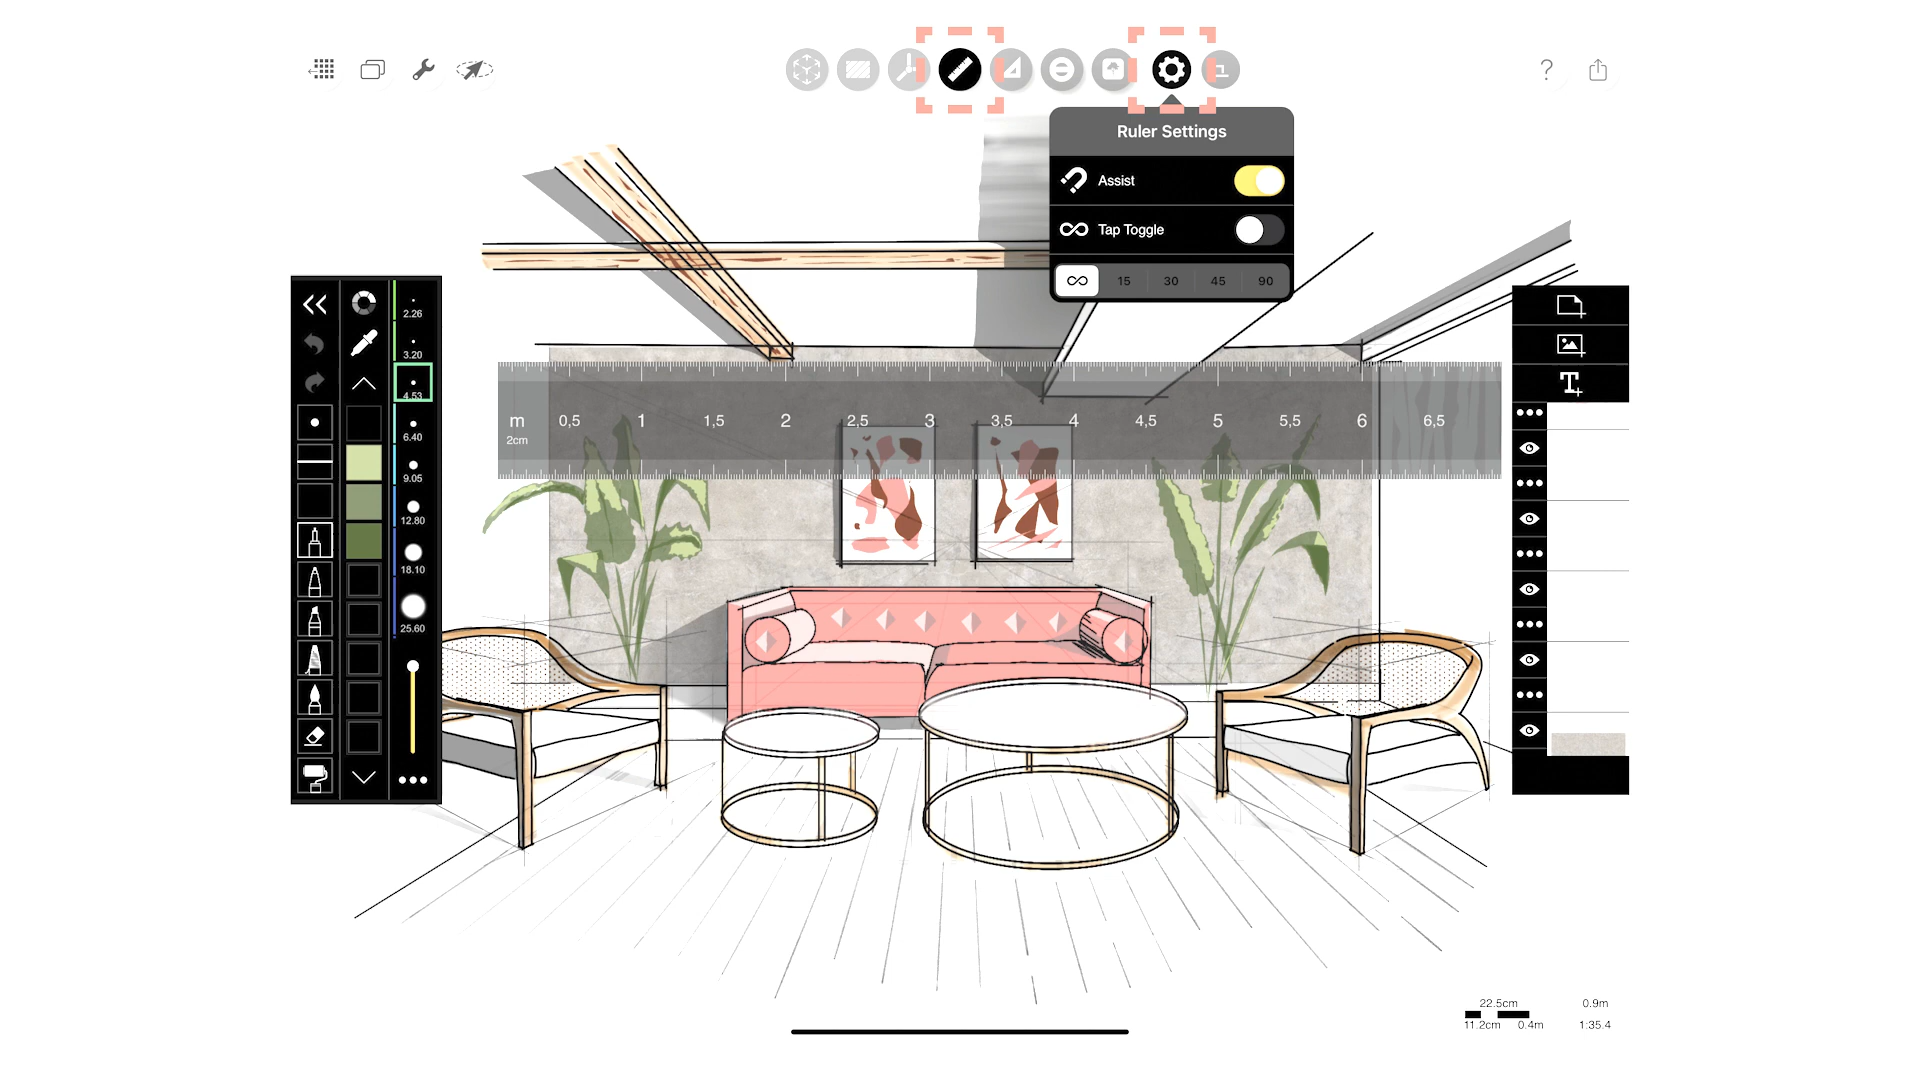 ?
Ruler Settings
Assist
Tap Toggle
15 30 45 90
2.26
3.20
4.53
6.40
9.05
12.80
18.10
25.60
m 0,5 1 1,5 2 2,5 3 3,5 4 4,5 5 5,5 6 6,5
2cm
T
22.5cm 0.9m
11.2cm 0.4m 1:35.4